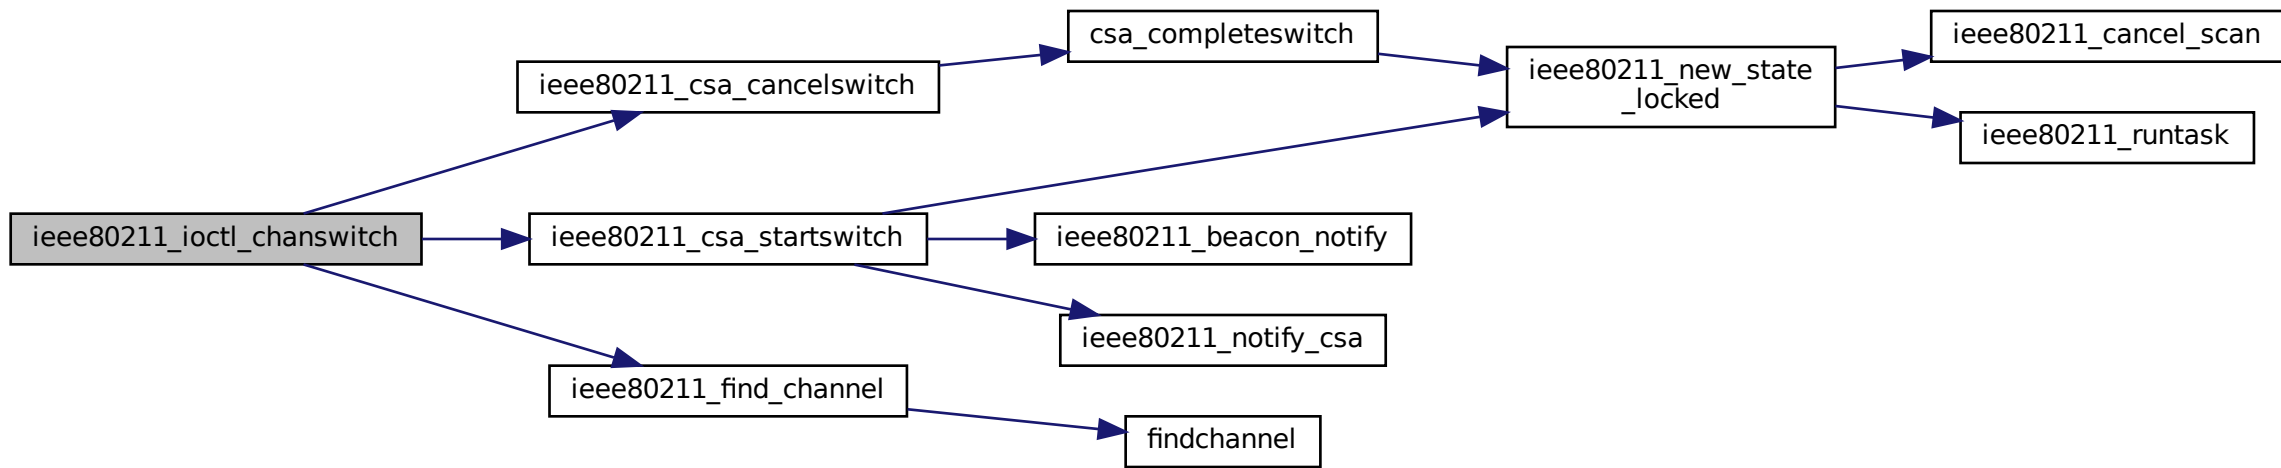 ieee80211_ioctl_chanswitch
ieee80211_csa_cancelswitch
csa_completeswitch
ieee80211_new_state
_locked
ieee80211_cancel_scan
ieee80211_runtask
ieee80211_csa_startswitch
ieee80211_beacon_notify
ieee80211_notify_csa
ieee80211_find_channel
findchannel